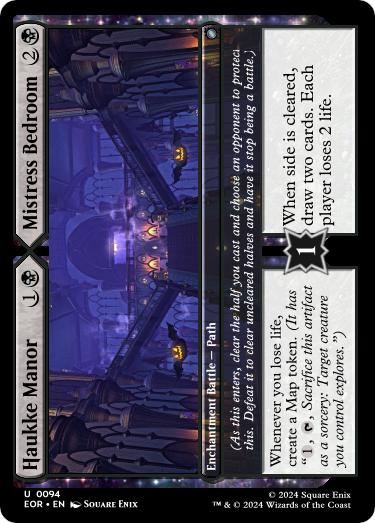 Haukke Manor 1
Whenever you lose life,
create a Map token. (It has
"1, , Sacrifice this artifact
as a sorcery: Target creature
you control explores.")
Mistress Bedroom 2
When side is cleared,
draw two cards. Each
player loses 2 life.
1
Enchantment Battle — Path
(As this enters, clear the half you cast and choose an opponent to protect
this. Defeat it to clear uncleared halves and have it stop being a battle.)
U 0094
EOR • EN SQUARE ENIX
© 2024 Square Enix
™ & © 2024 Wizards of the Coast